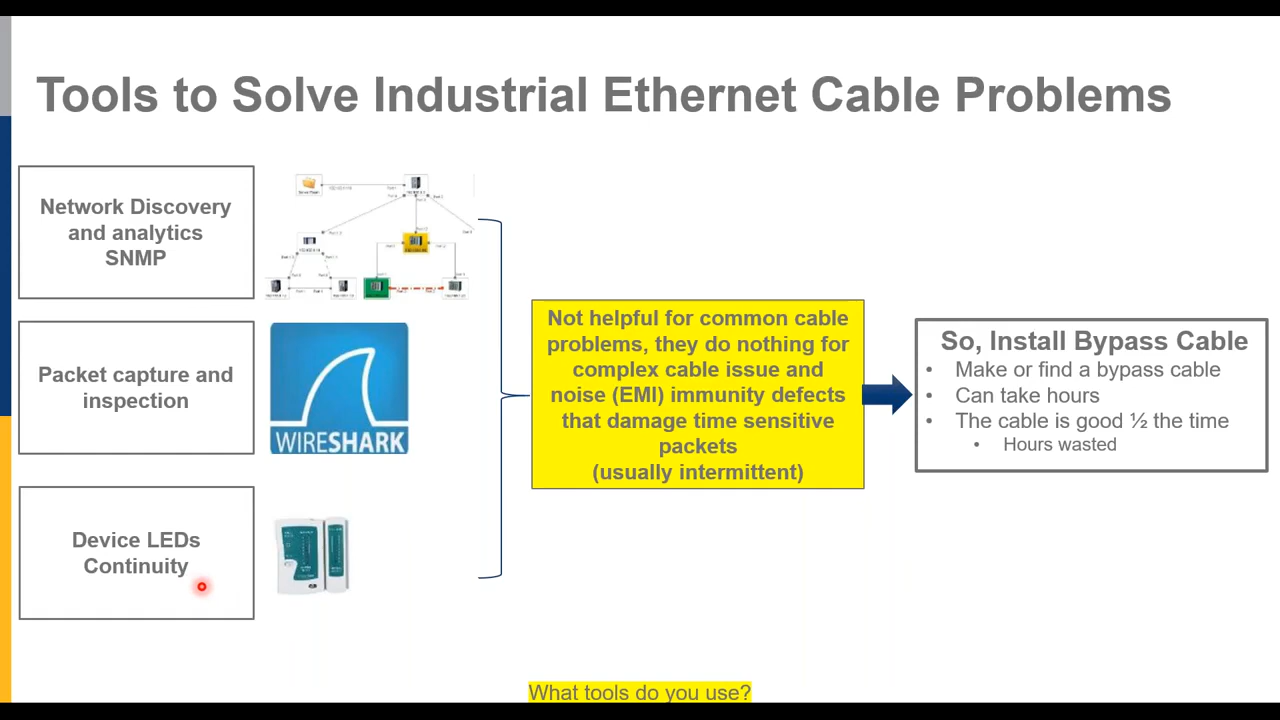 Tools to Solve Industrial Ethernet Cable Problems
Network Discovery
and analytics
SNMP
Packet capture and
inspection
WIRESHARK
Device LEDs
Continuity
Not helpful for common cable
problems, they do nothing for
complex cable issue and
noise (EMI) immunity defects
that damage time sensitive
packets
(usually intermittent)
So, Install Bypass Cable
• Make or find a bypass cable
• Can take hours
• The cable is good ½ the time
• Hours wasted
What tools do you use?